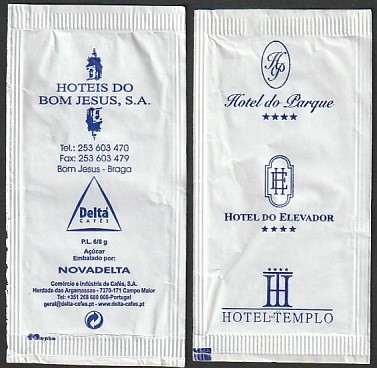 HOTEIS DO
BOM JESUS, S.A.
Tel.: 253 603 470
Fax: 253 603 479
Bom Jesus - Braga
Delta
CAFÉS
P.L. 6/8 g
Açúcar
Embalado por:
NOVADELTA
Comércio e Indústria de Cafés, S.A.
Herdade das Argamassas - 7370-171 Campo Maior
Tel: +351 268 680 000-Portugal
geral@delta-cafes.pt - www.delta-cafes.pt
HP
Hotel do Parque
★★★★
HE
HOTEL DO ELEVADOR
★★★★
★★★★
H
HOTEL DO TEMPLO